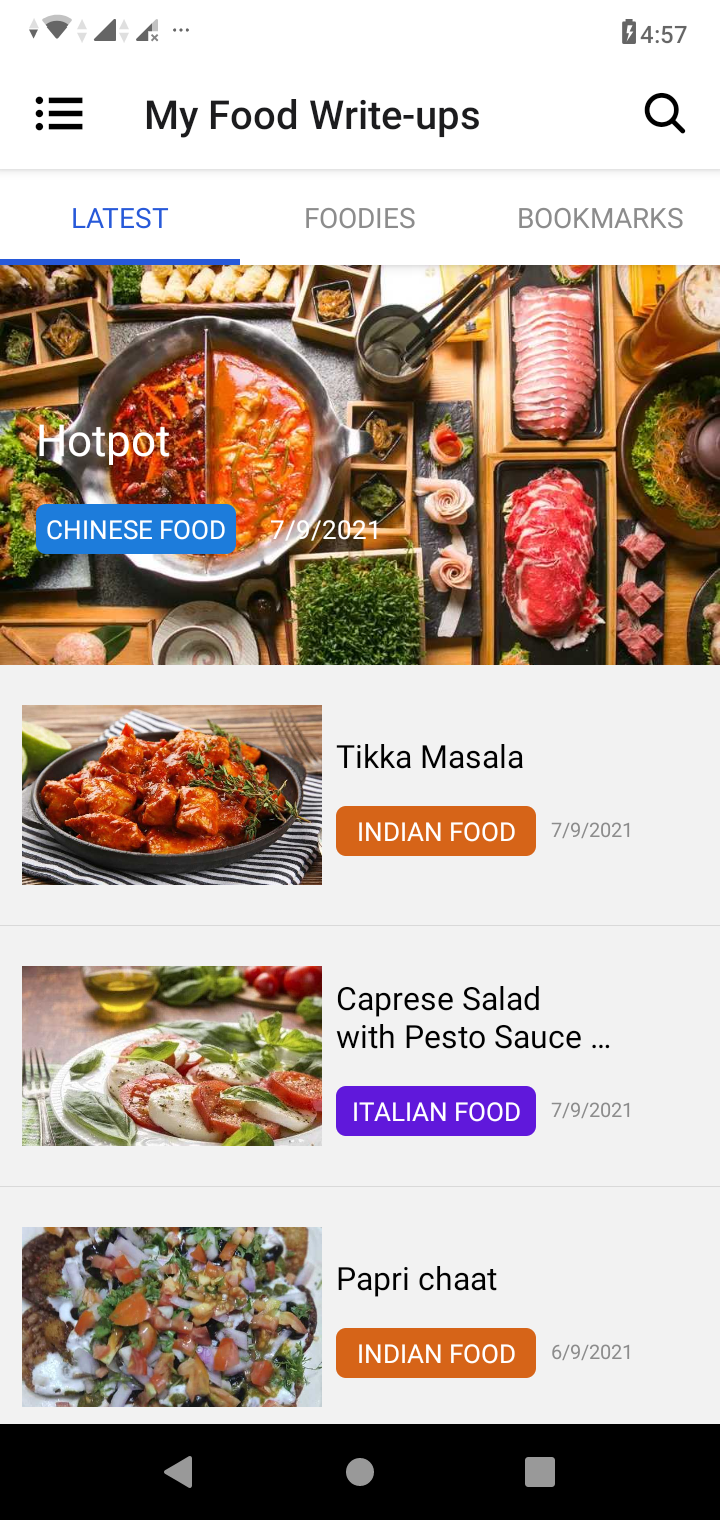 4:57
My Food Write-ups
LATEST
FOODIES
BOOKMARKS
Hotpot
CHINESE FOOD
7/9/2021
Tikka Masala
INDIAN FOOD
7/9/2021
Caprese Salad
with Pesto Sauce ...
ITALIAN FOOD
7/9/2021
Papri chaat
INDIAN FOOD
6/9/2021